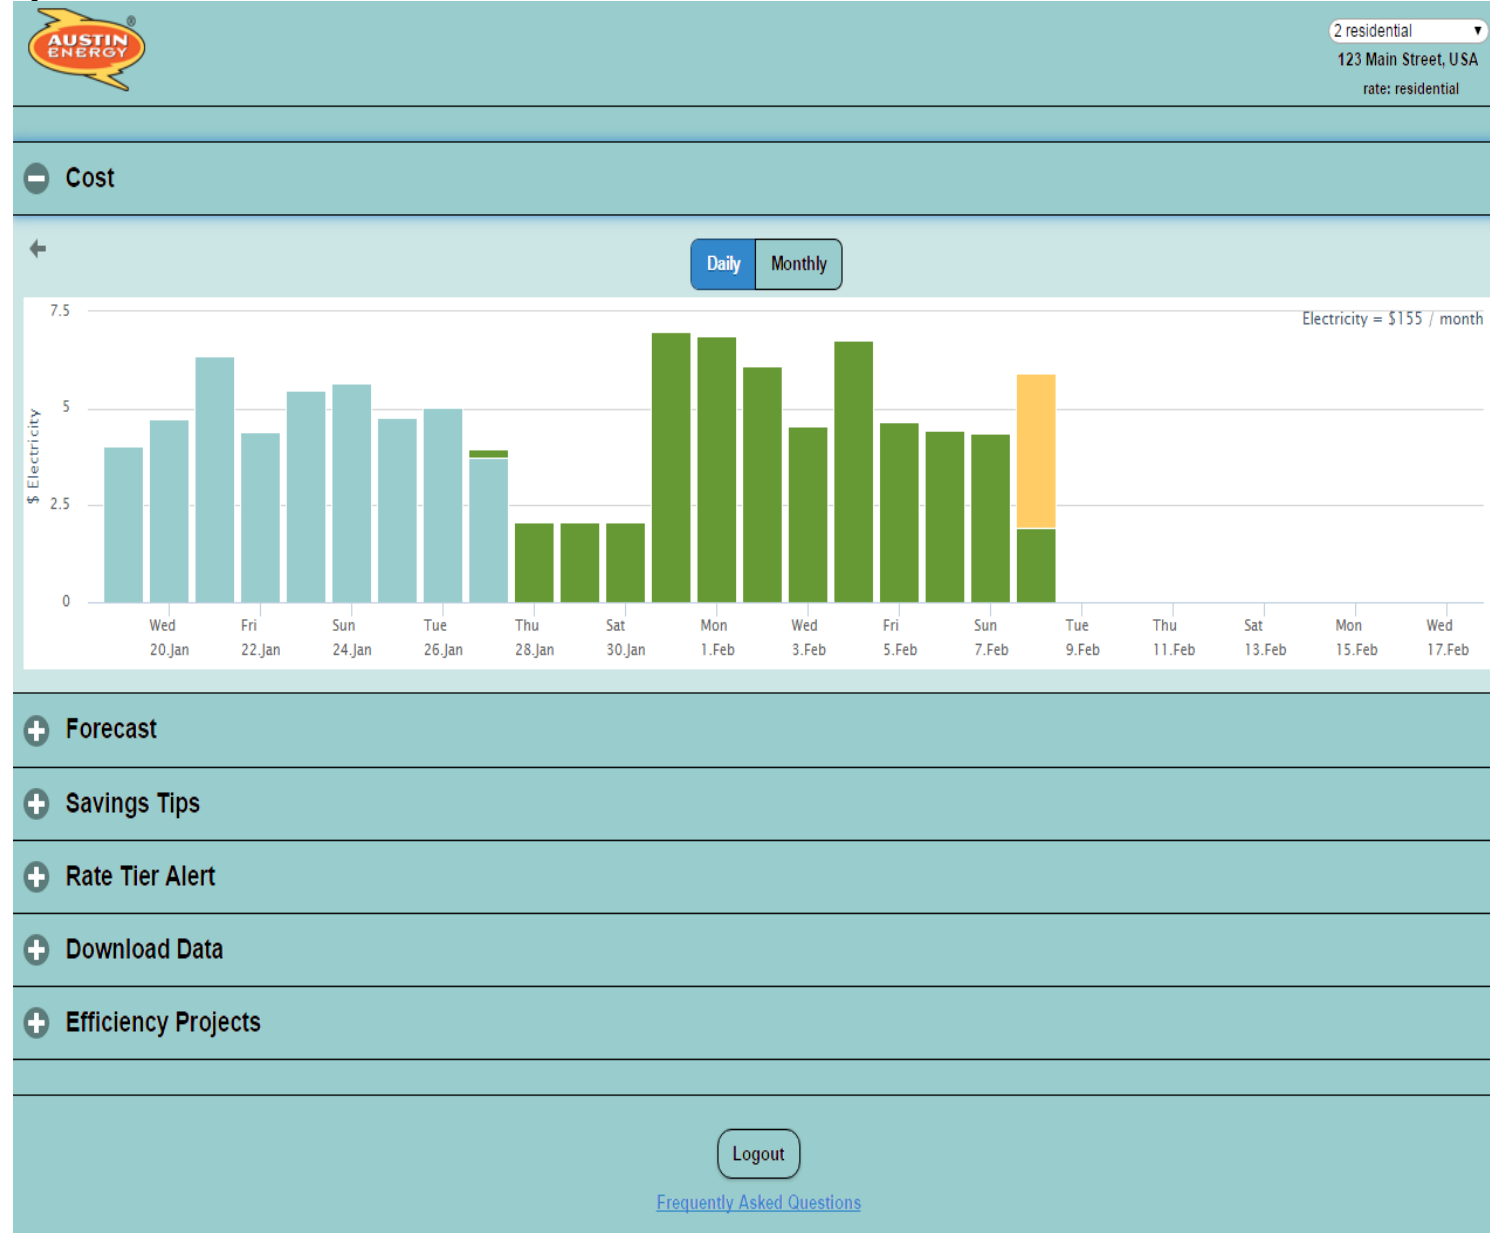 AUSTIN
ENERGY
®
2 residential
123 Main Street, USA
rate: residential
Cost
Daily
Monthly
Electricity = $155 / month
$ Electricity
7.5
5
2.5
0
Wed Fri Sun Tue Thu Sat Mon Wed Fri Sun Tue Thu Sat Mon Wed
20.Jan 22.Jan 24.Jan 26.Jan 28.Jan 30.Jan 1.Feb 3.Feb 5.Feb 7.Feb 9.Feb 11.Feb 13.Feb 15.Feb 17.Feb
Forecast
Savings Tips
Rate Tier Alert
Download Data
Efficiency Projects
Logout
Frequently Asked Questions